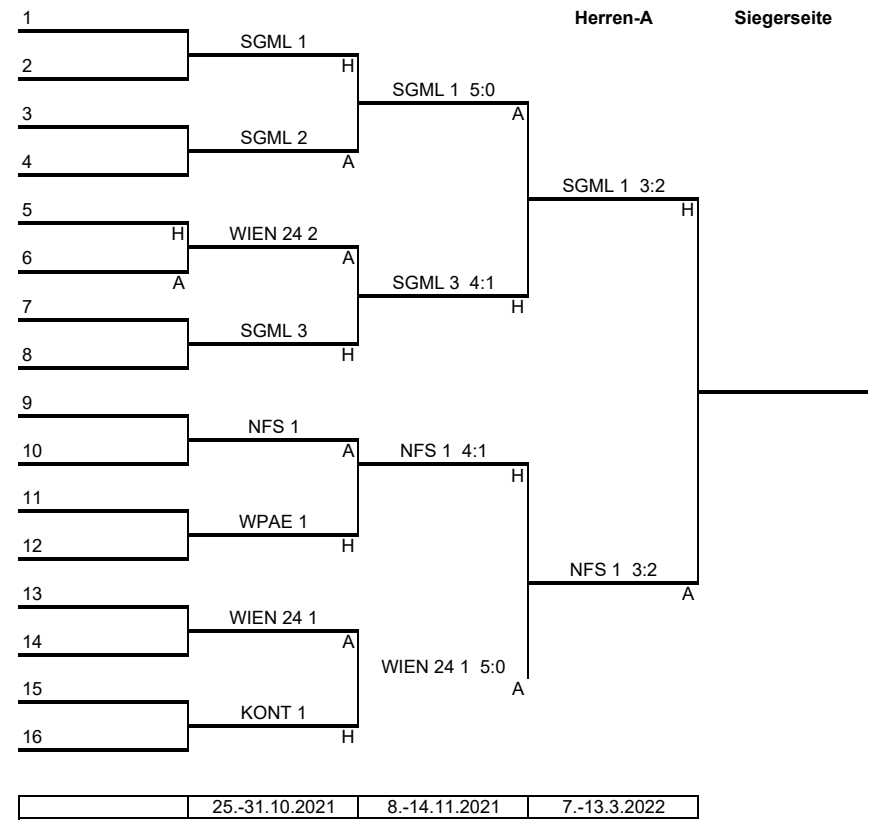 1 Herren-A Siegerseite
SGML 1
2 H
SGML 1 5:0
3 A
SGML 2
4 A
SGML 1 3:2
5 H
H WIEN 24 2
6 A
A SGML 3 4:1
7 H
SGML 3
8 H
9
NFS 1
10 A NFS 1 4:1
H
11
WPAE 1
12 H
NFS 1 3:2
13 A
WIEN 24 1
14 A
WIEN 24 1 5:0
15 A
KONT 1
16 H
25.-31.10.2021 8.-14.11.2021 7.-13.3.2022